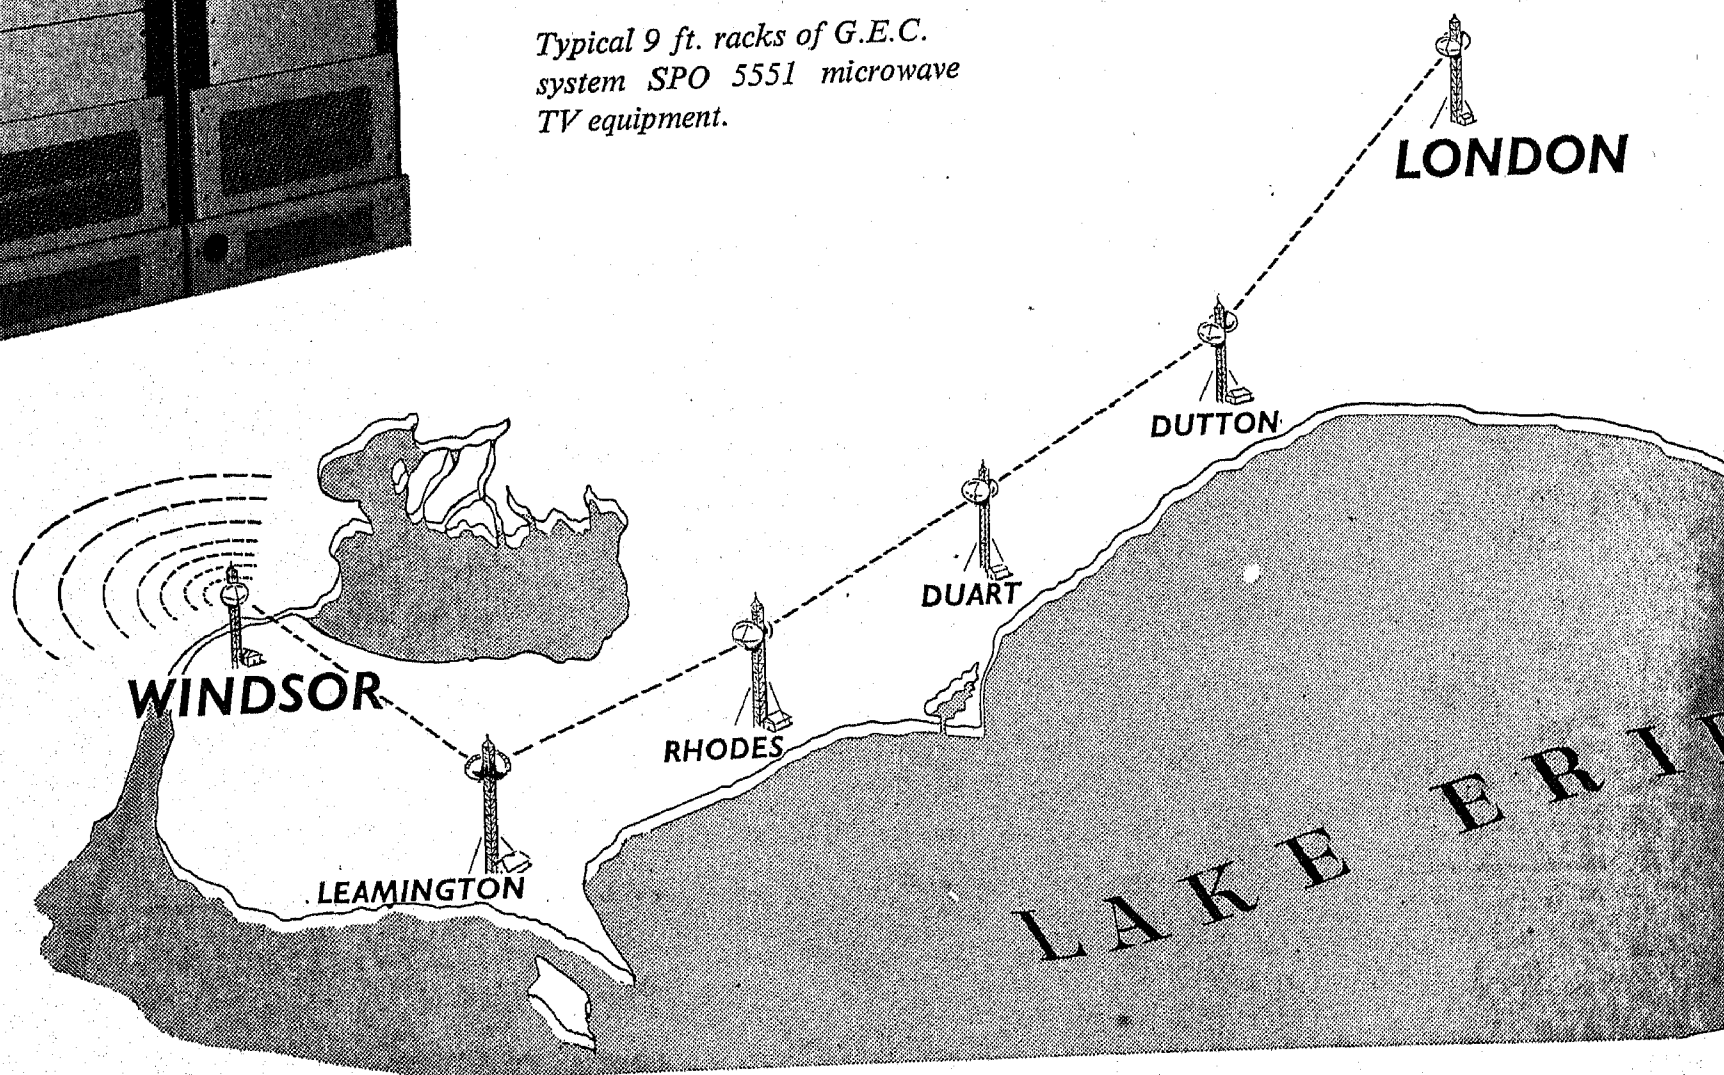 Typical 9 ft. racks of G.E.C.
system SPO 5551 microwave
TV equipment.
LONDON
DUTTON
DUART
RHODES
WINDSOR
LEAMINGTON
LAKE ERI